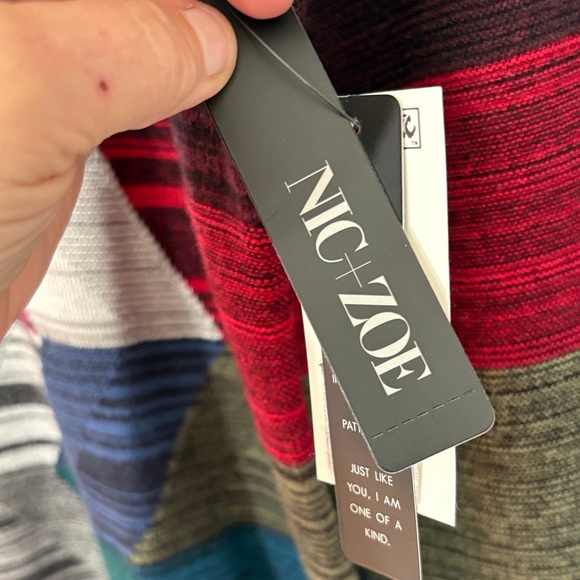 NIC+ZOE
JUST LIKE
YOU, I AM
ONE OF A
KIND.